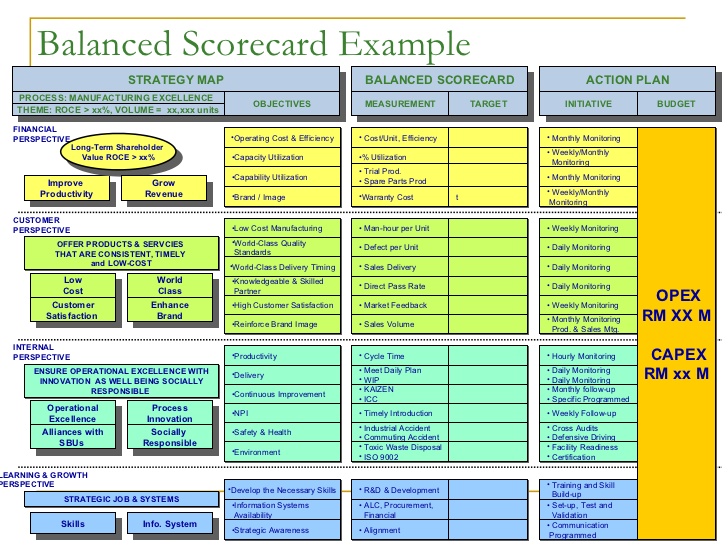 Balanced Scorecard Example
STRATEGY MAP
BALANCED SCORECARD
ACTION PLAN
PROCESS: MANUFACTURING EXCELLENCE
THEME: ROCE > xx%, VOLUME = xx,xxx units
OBJECTIVES
MEASUREMENT
TARGET
INITIATIVE
BUDGET
FINANCIAL
PERSPECTIVE
Long-Term Shareholder
Value ROCE > xx%
Improve
Productivity
Grow
Revenue
•Operating Cost & Efficiency
• Cost/Unit, Efficiency
• Monthly Monitoring
•Capacity Utilization
•% Utilization
• Weekly/Monthly
Monitoring
•Capability Utilization
• Trial Prod.
• Spare Parts Prod
• Monthly Monitoring
•Brand / Image
•Warranty Cost
t
• Weekly/Monthly
Monitoring
CUSTOMER
PERSPECTIVE
OFFER PRODUCTS & SERVCIES
THAT ARE CONSISTENT, TIMELY
and LOW-COST
Low
Cost
World
Class
Customer
Satisfaction
Enhance
Brand
•Low Cost Manufacturing
• Man-hour per Unit
• Weekly Monitoring
•World-Class Quality
Standards
• Defect per Unit
• Daily Monitoring
•World-Class Delivery Timing
• Sales Delivery
• Daily Monitoring
•Knowledgeable & Skilled
Partner
• Direct Pass Rate
• Daily Monitoring
•High Customer Satisfaction
• Market Feedback
• Weekly Monitoring
•Reinforce Brand Image
• Sales Volume
• Monthly Monitoring
Prod. & Sales Mtg.
OPEX
RM XX M
CAPEX
RM xx M
INTERNAL
PERSPECTIVE
ENSURE OPERATIONAL EXCELLENCE WITH
INNOVATION AS WELL BEING SOCIALLY
RESPONSIBLE
Operational
Excellence
Process
Innovation
Alliances with
SBUs
Socially
Responsible
•Productivity
• Cycle Time
• Hourly Monitoring
•Delivery
• Meet Daily Plan
• WIP
• Daily Monitoring
• Daily Monitoring
•Continuous Improvement
• KAIZEN
• ICC
• Monthly follow-up
• Specific Programmed
•NPI
• Timely Introduction
• Weekly Follow-up
•Safety & Health
• Industrial Accident
• Commuting Accident
• Cross Audits
• Defensive Driving
•Environment
• Toxic Waste Disposal
• ISO 9002
• Facility Readiness
• Certification
LEARNING & GROWTH
PERSPECTIVE
STRATEGIC JOB & SYSTEMS
Skills
Info. System
•Develop the Necessary Skills
• R&D & Development
• Training and Skill
Build-up
•Information Systems
Availability
• ALC, Procurement,
Financial
• Set-up, Test and
Validation
•Strategic Awareness
• Alignment
• Communication
Programmed